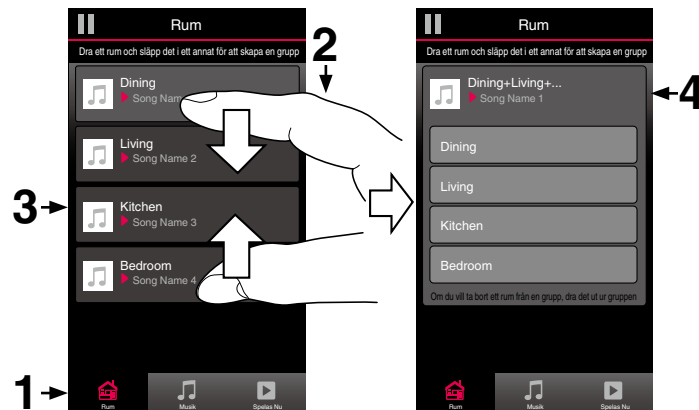 Rum
Dra ett rum och släpp det i ett annat för att skapa en grupp
2
Dining
Song Nam
Living
Song Name 2
3
Kitchen
Song Name 3
Bedroom
Song Name 4
1
Rum
Musik
Spelas Nu
Rum
Dra ett rum och släpp det i ett annat för att skapa en grupp
Dining+Living+...
Song Name 1
4
Dining
Living
Kitchen
Bedroom
Om du vill ta bort ett rum från en grupp, dra det ut ur gruppen
Rum
Musik
Spelas Nu